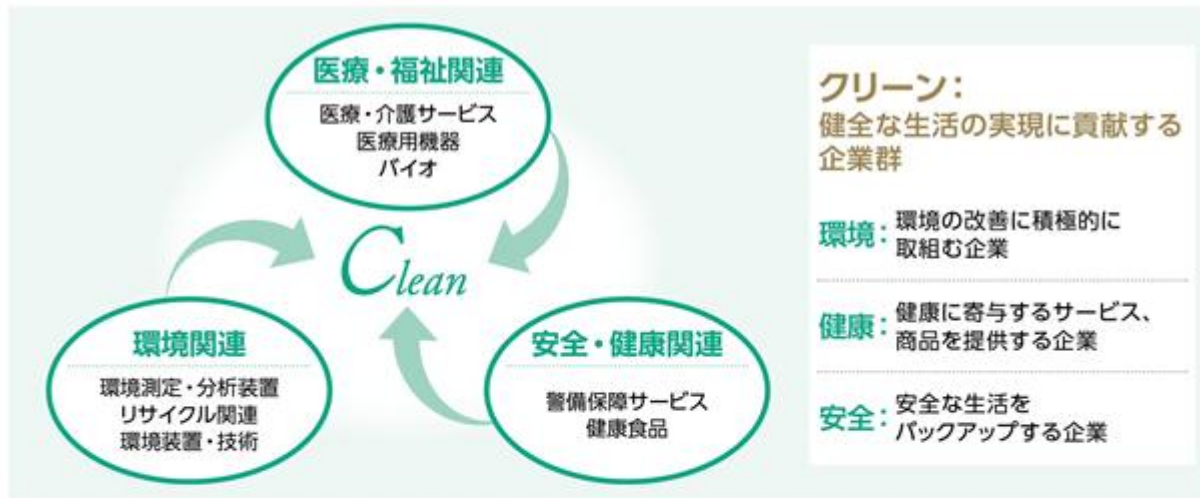 医療・福祉関連
医療・介護サービス
医療用機器
バイオ
Clean
環境関連
環境測定・分析装置
リサイクル関連
環境装置・技術
安全・健康関連
警備保障サービス
健康食品
クリーン：
健全な生活の実現に貢献する
企業群
環境：環境の改善に積極的に
取組む企業
健康：健康に寄与するサービス、
商品を提供する企業
安全：安全な生活を
バックアップする企業